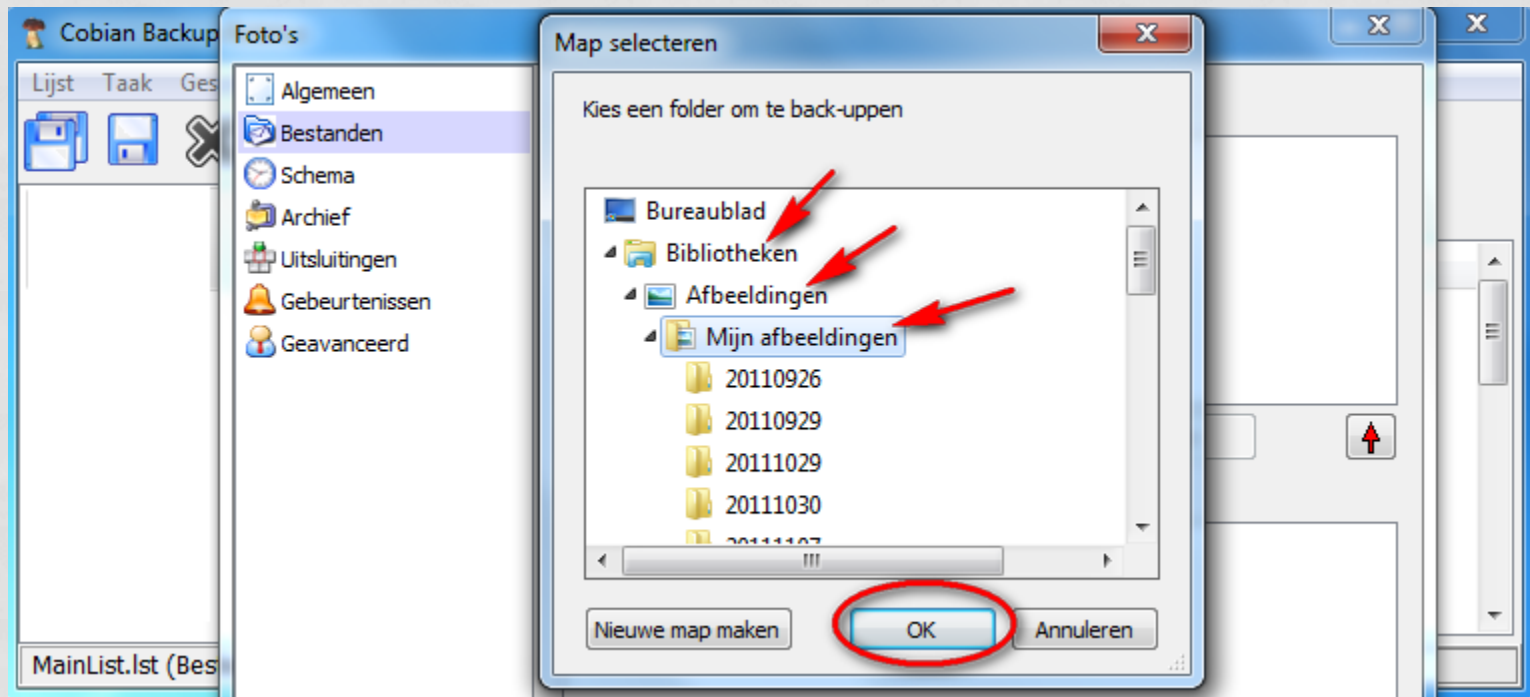 Cobian Backup
Lijst Taak Ges
MainList.lst (Bes
Foto's
Algemeen
Bestanden
Schema
Archief
Uitsluitingen
Gebeurtenissen
Geavanceerd
Map selecteren
Kies een folder om te back-uppen
Bureaublad
Bibliotheken
Afbeeldingen
Mijn afbeeldingen
20110926
20110929
20111029
20111030
Nieuwe map maken
OK
Annuleren